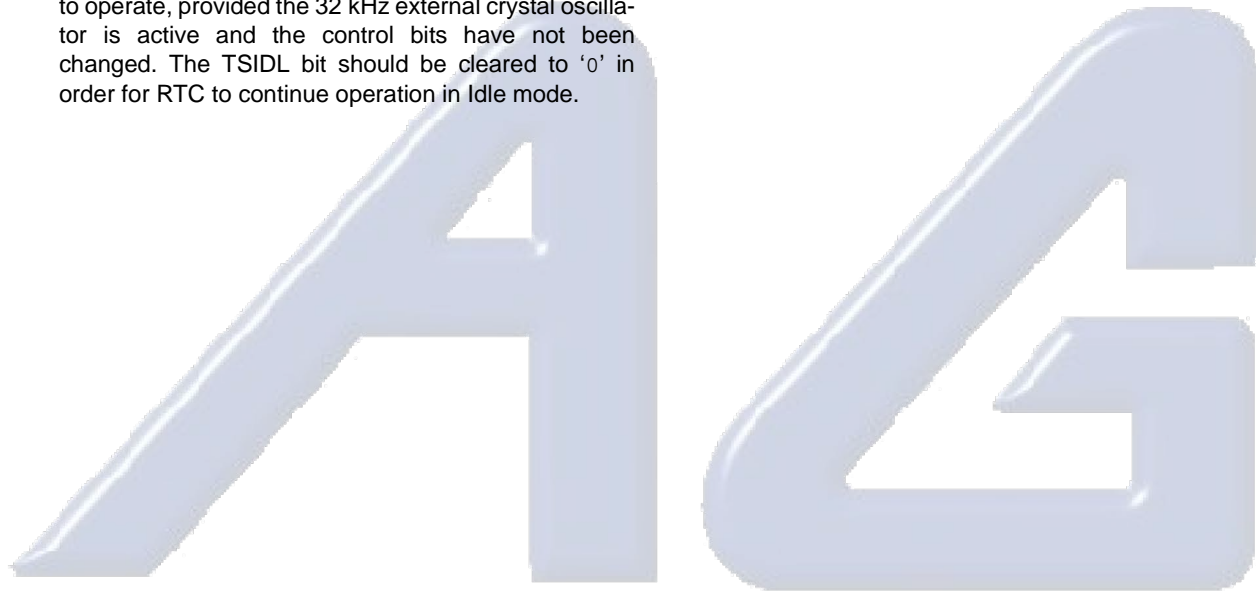 to operate, provided the 32 kHz external crystal oscilla-
tor is active and the control bits have not been
changed. The TSIDL bit should be cleared to ‘0’ in
order for RTC to continue operation in Idle mode.
AG